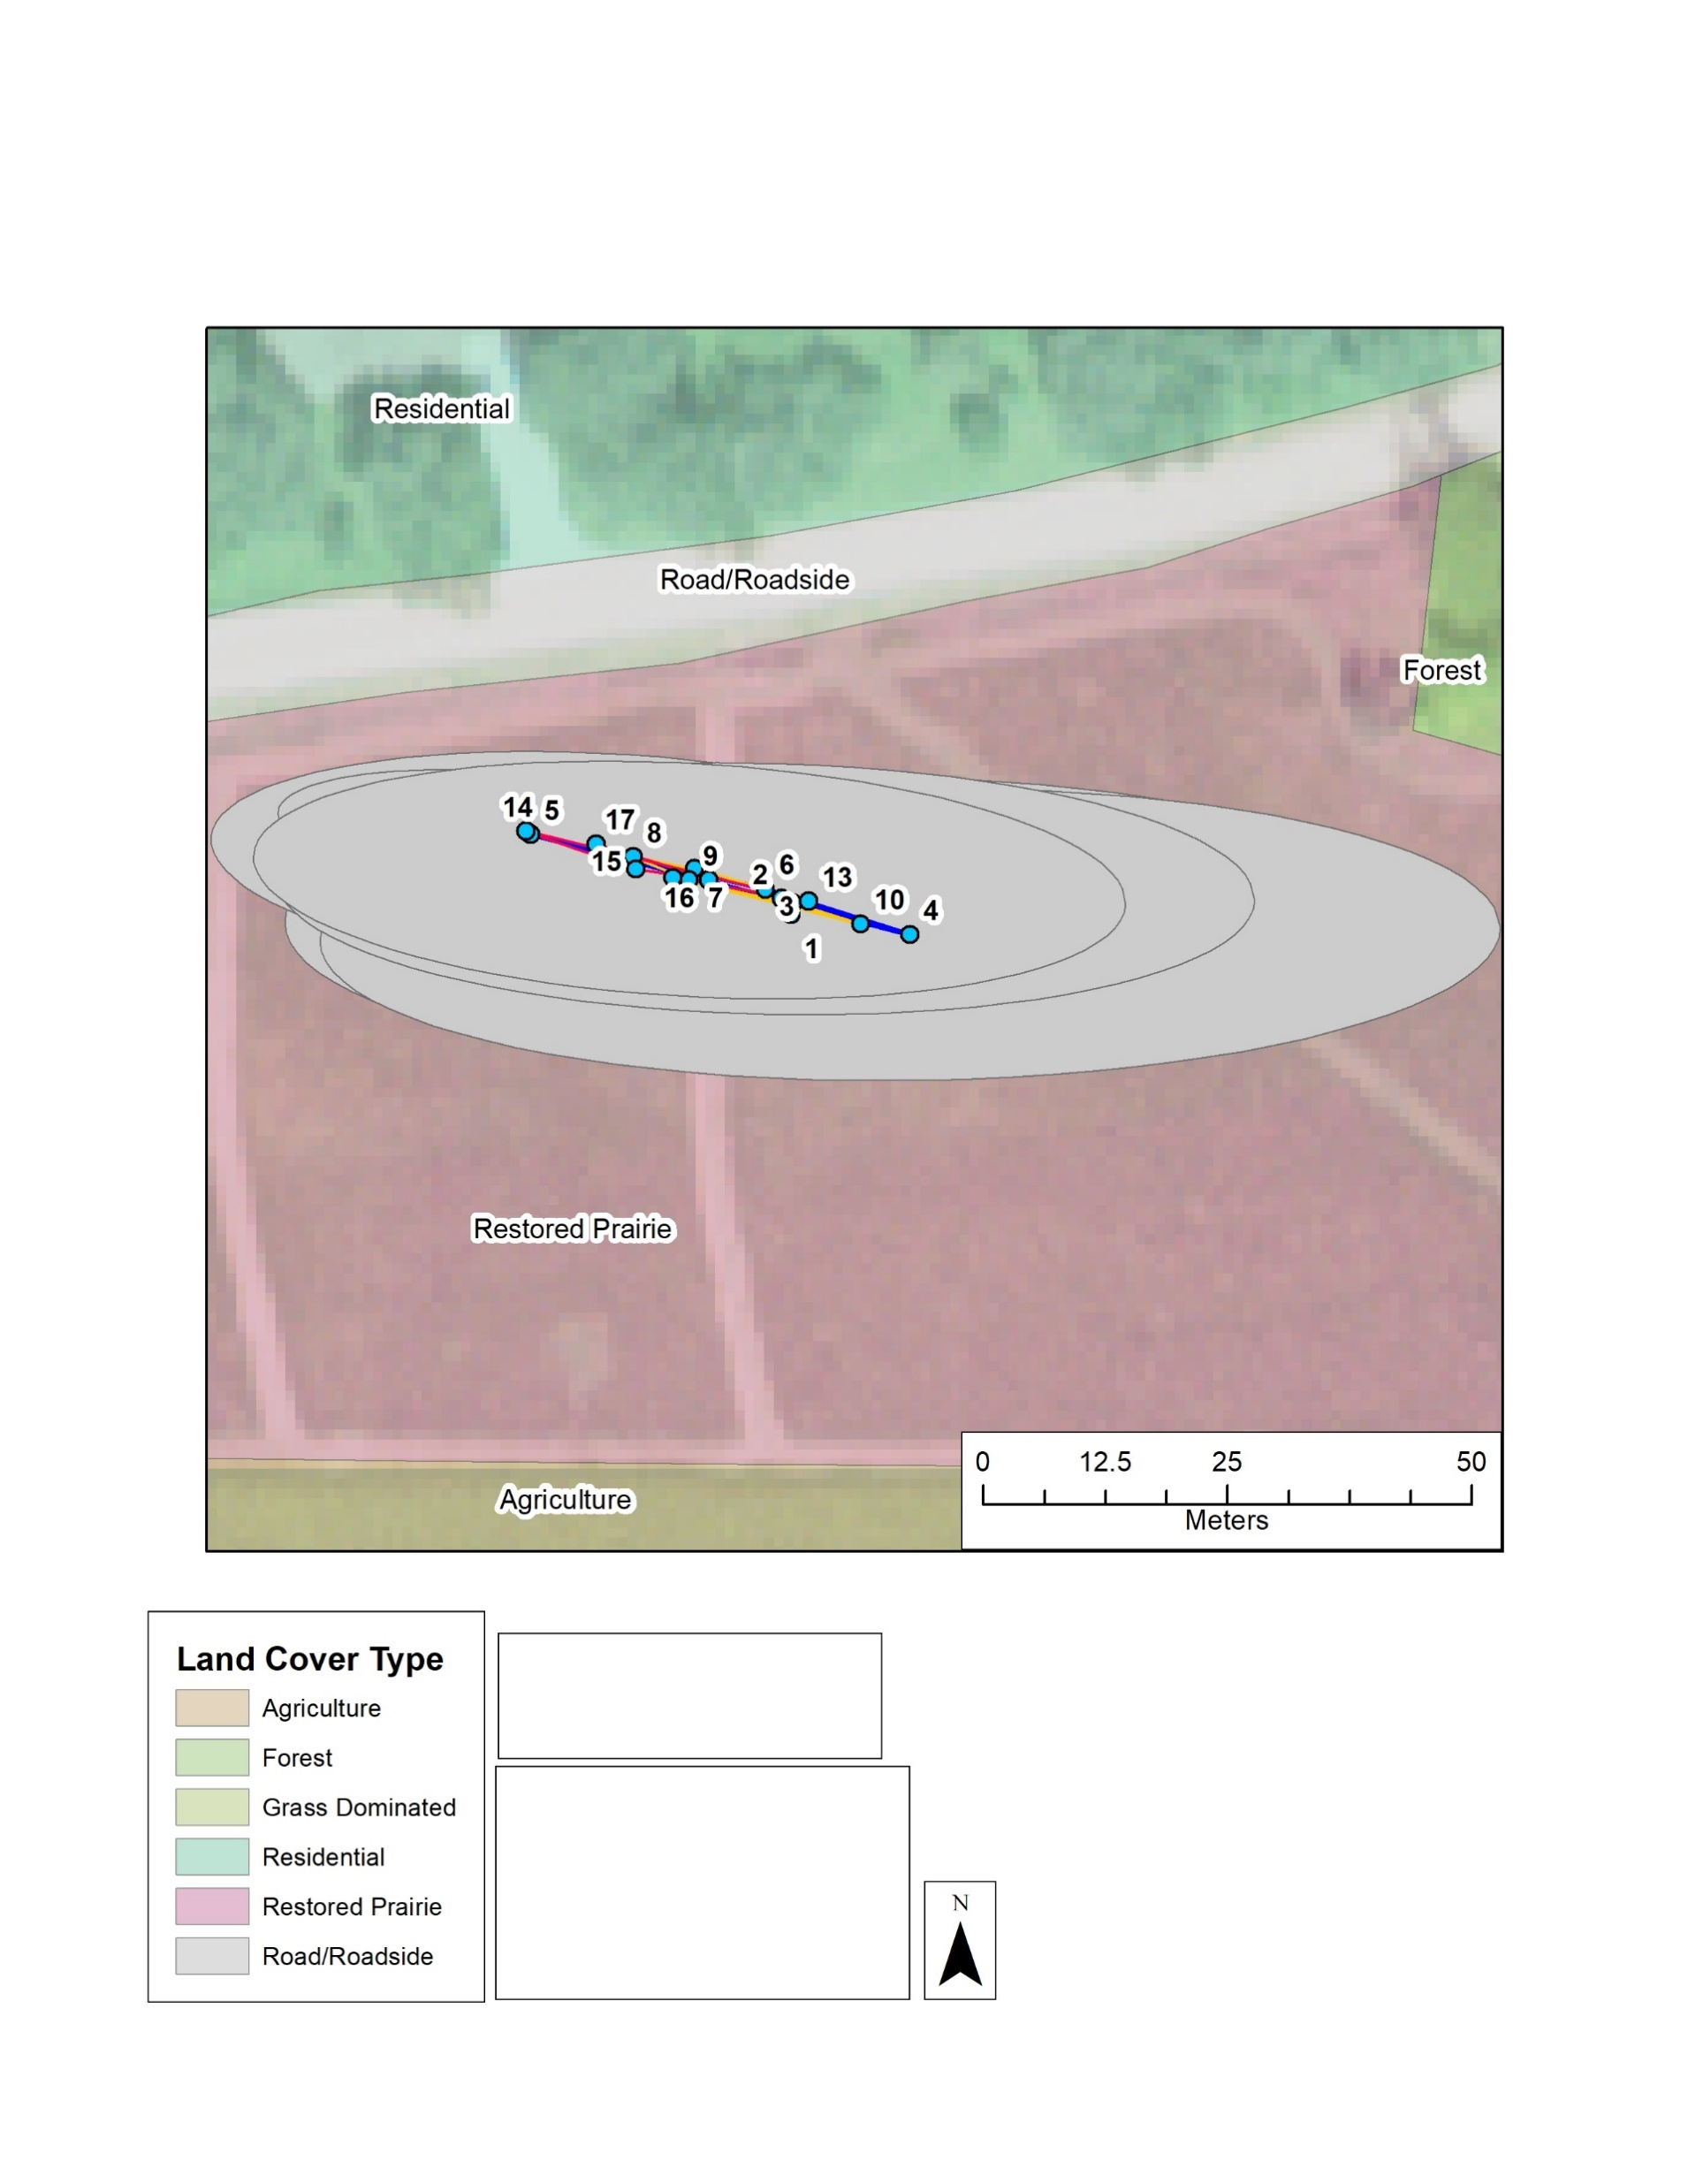 Residential
Road/Roadside
Forest
14 5 17 8
15 9 2 6 13
16 7 3 10 4
1
Restored Prairie
0 12.5 25 50
Meters
Agriculture
Land Cover Type
Agriculture
Forest
Grass Dominated
Residential
Restored Prairie
Road/Roadside
N